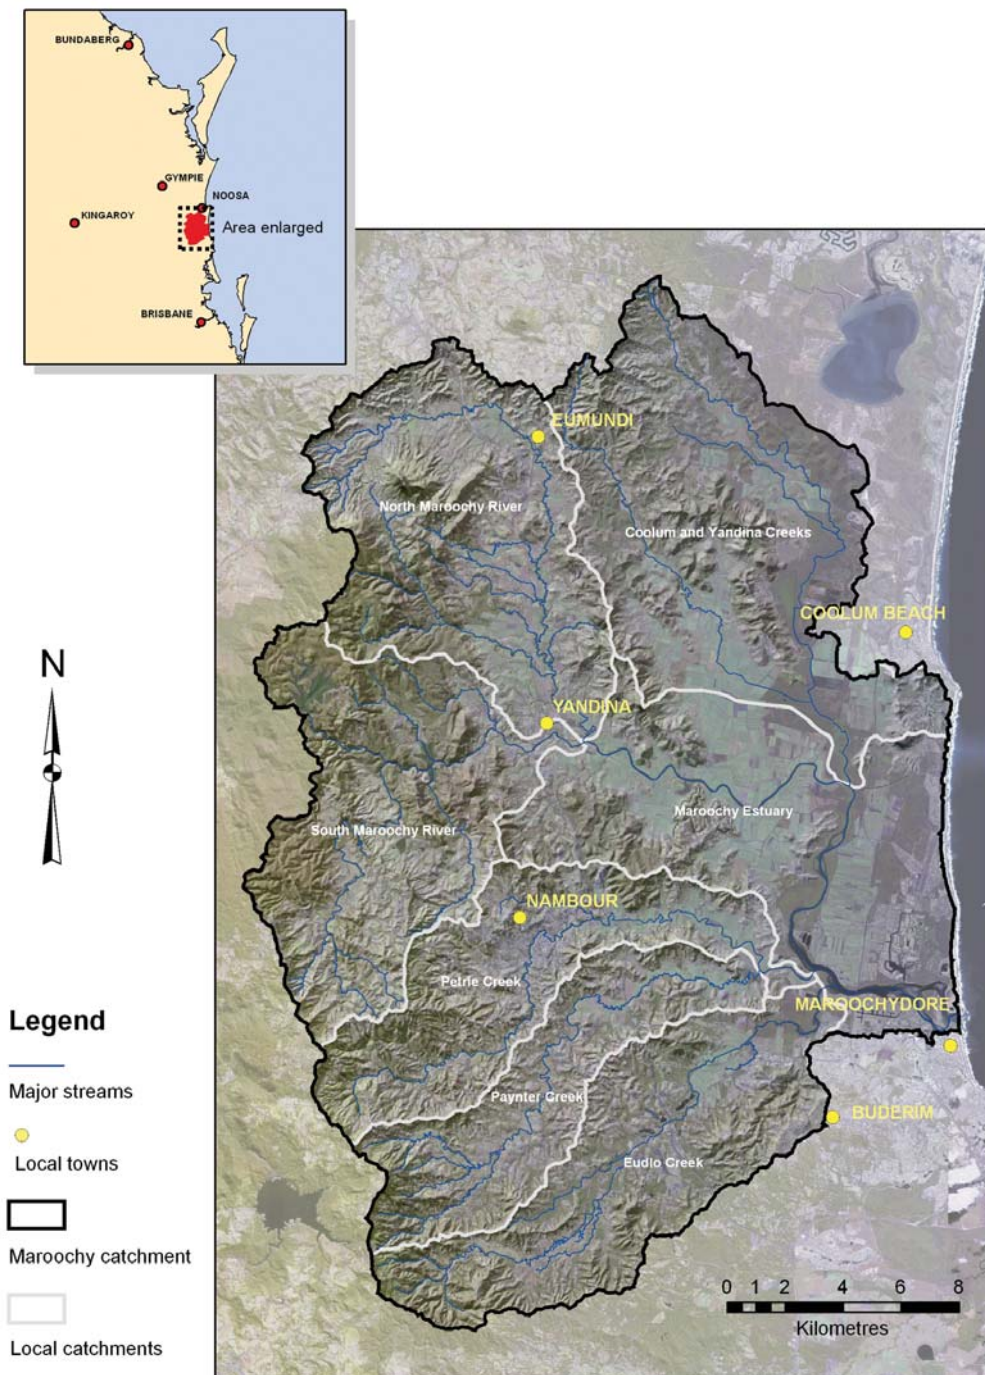 BUNDABERG
GYMPIE
NOOSA
KINGAROY
Area enlarged
BRISBANE
EUMUNDI
North Maroochy River
Coolum and Yandina Creeks
COOLUM BEACH
N
YANDINA
Maroochy Estuary
South Maroochy River
NAMBOUR
Petrie Creek
MAROOCHYDORE
Legend
Major streams
Paynter Creek
BUDERIM
Local towns
Eudlo Creek
Maroochy catchment
0 1 2 4 6 8
Kilometres
Local catchments